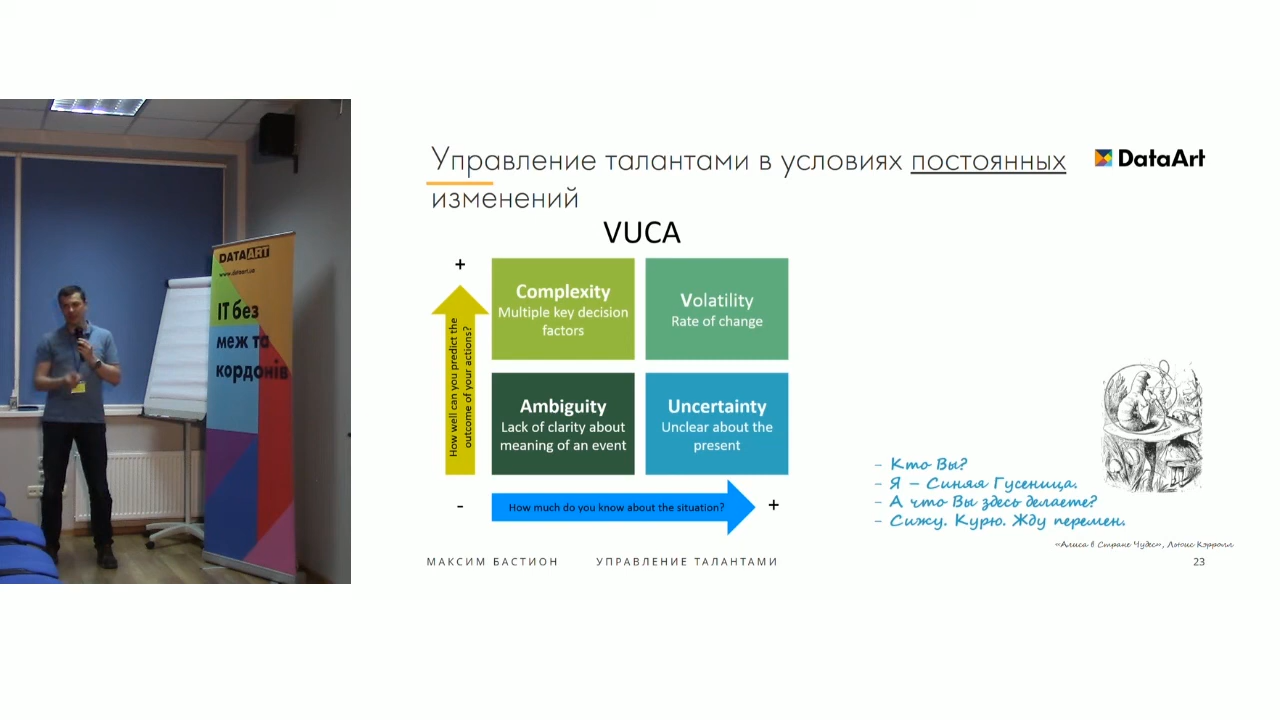 Управление талантами в условиях постоянных
изменений
DataArt
VUCA
+
Complexity
Multiple key decision
factors
Volatility
Rate of change
How well can you predict the
outcome of your actions?
Ambiguity
Lack of clarity about
meaning of an event
Uncertainty
Unclear about the
present
-
How much do you know about the situation?
+
– Кто Вы?
– Я – Синяя Гусеница.
– А что Вы здесь делаете?
– Сижу. Курю. Жду перемен.
«Алиса в Стране Чудес», Льюис Кэрролл
МАКСИМ БАСТИОН
УПРАВЛЕНИЕ ТАЛАНТАМИ
23
DATAART
www.dataart.ua
ІТ без
меж та
кордонів